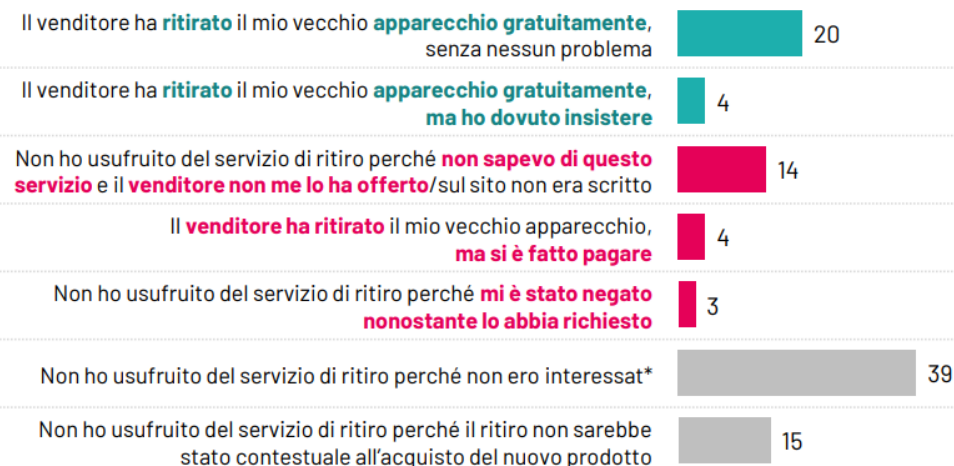 Il venditore ha ritirato il mio vecchio apparecchio gratuitamente,
senza nessun problema
20
Il venditore ha ritirato il mio vecchio apparecchio gratuitamente,
ma ho dovuto insistere
4
Non ho usufruito del servizio di ritiro perché non sapevo di questo
servizio e il venditore non me lo ha offerto/sul sito non era scritto
14
Il venditore ha ritirato il mio vecchio apparecchio,
ma si è fatto pagare
4
Non ho usufruito del servizio di ritiro perché mi è stato negato
nonostante lo abbia richiesto
3
Non ho usufruito del servizio di ritiro perché non ero interessat*
39
Non ho usufruito del servizio di ritiro perché il ritiro non sarebbe
stato contestuale all'acquisto del nuovo prodotto
15